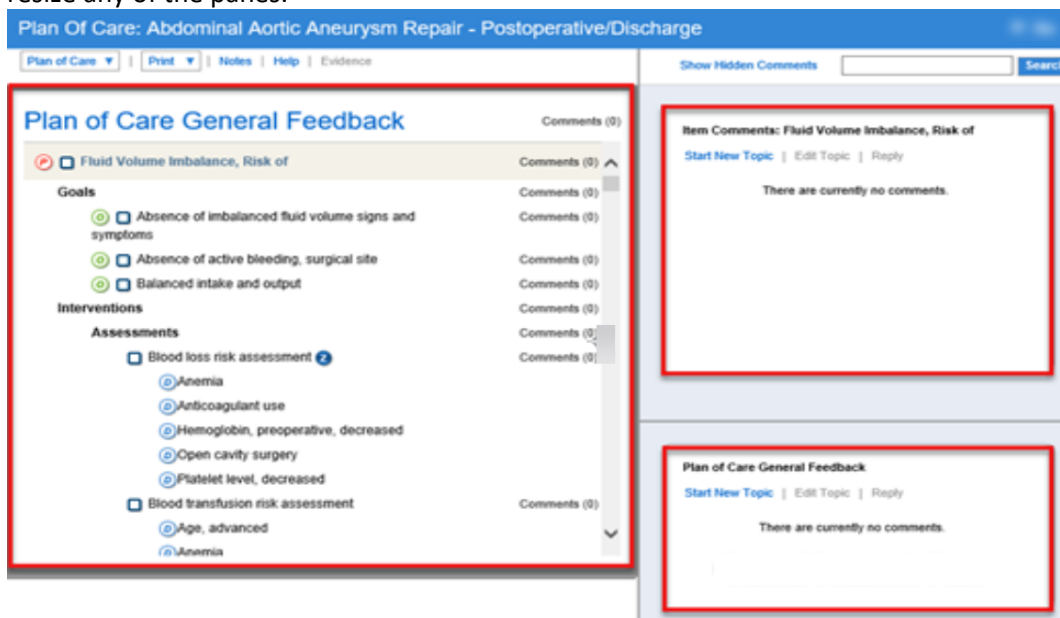 resize any of the panes.
Plan Of Care: Abdominal Aortic Aneurysm Repair - Postoperative/Discharge
Plan of Care ▼ | Print ▼ | Notes | Help | Evidence
Show Hidden Comments Search
Plan of Care General Feedback Comments (0)
P Fluid Volume Imbalance, Risk of Comments (0)
Goals Comments (0)
O Absence of imbalanced fluid volume signs and Comments (0)
symptoms
O Absence of active bleeding, surgical site Comments (0)
O Balanced intake and output Comments (0)
Interventions Comments (0)
Assessments Comments (0)
Blood loss risk assessment 2 Comments (0)
D Anemia
D Anticoagulant use
D Hemoglobin, preoperative, decreased
D Open cavity surgery
D Platelet level, decreased
Blood transfusion risk assessment Comments (0)
D Age, advanced
D Anemia
Item Comments: Fluid Volume Imbalance, Risk of
Start New Topic | Edit Topic | Reply
There are currently no comments.
Plan of Care General Feedback
Start New Topic | Edit Topic | Reply
There are currently no comments.